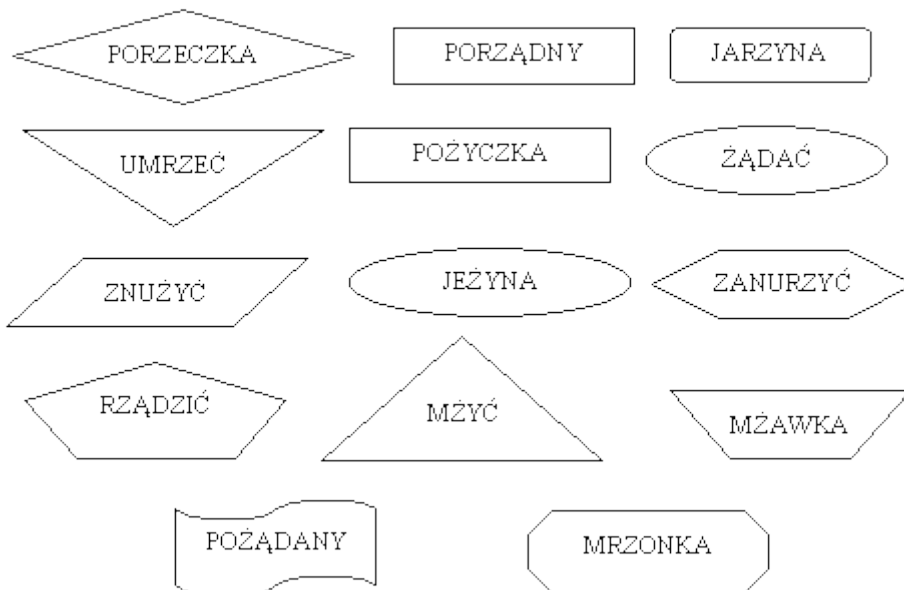 PORZECZKA
PORZĄDNY
JARZYNA
UMRZEĆ
POŻYCZKA
ŻĄDAĆ
ZNUŻYĆ
JEŻYNA
ZANURZYĆ
RZĄDZIĆ
MŻYĆ
MŻAWKA
POŻĄDANY
MRZONKA